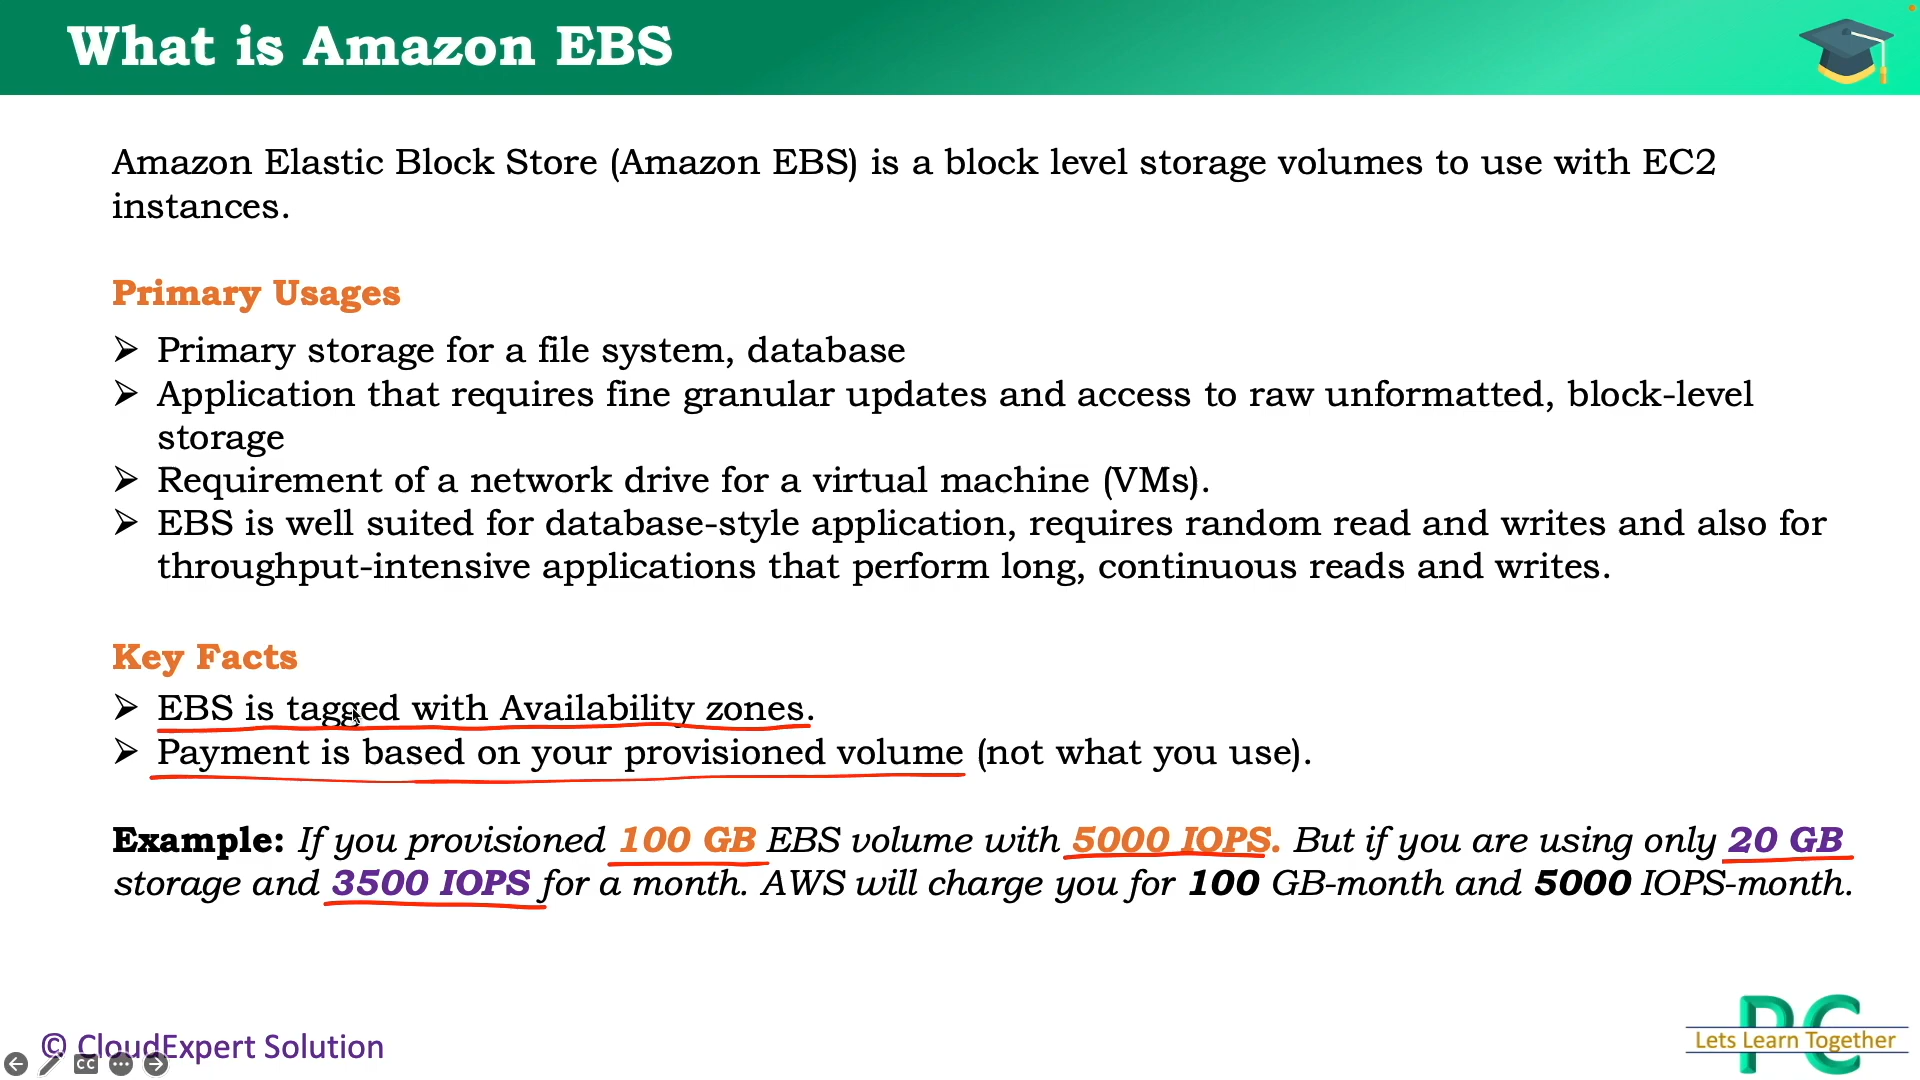 What is Amazon EBS
Amazon Elastic Block Store (Amazon EBS) is a block level storage volumes to use with EC2
instances.
Primary Usages
➢ Primary storage for a file system, database
➢ Application that requires fine granular updates and access to raw unformatted, block-level
storage
➢ Requirement of a network drive for a virtual machine (VMs).
➢ EBS is well suited for database-style application, requires random read and writes and also for
throughput-intensive applications that perform long, continuous reads and writes.
Key Facts
➢ EBS is tagged with Availability zones.
➢ Payment is based on your provisioned volume (not what you use).
Example: If you provisioned 100 GB EBS volume with 5000 IOPS. But if you are using only 20 GB
storage and 3500 IOPS for a month. AWS will charge you for 100 GB-month and 5000 IOPS-month.
© CloudExpert Solution
CC
PC
Lets Learn Together